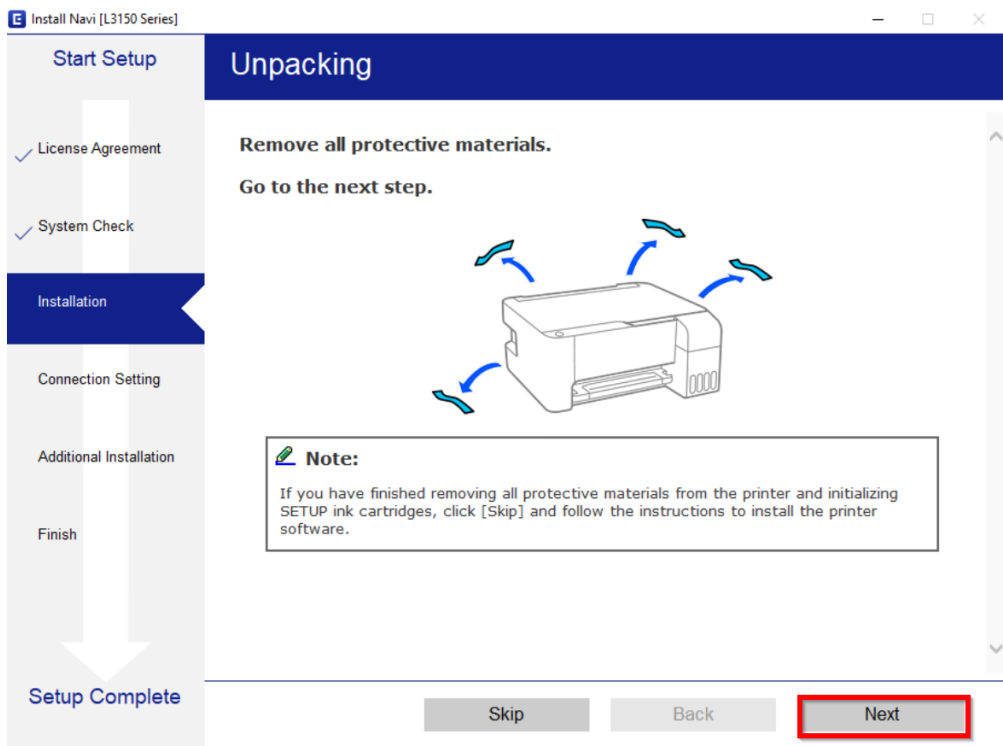 Install Navi [L3150 Series]
Start Setup
Unpacking
License Agreement
System Check
Installation
Connection Setting
Additional Installation
Finish
Setup Complete
Remove all protective materials.
Go to the next step.
Note:
If you have finished removing all protective materials from the printer and initializing
SETUP ink cartridges, click [Skip] and follow the instructions to install the printer
software.
Skip
Back
Next